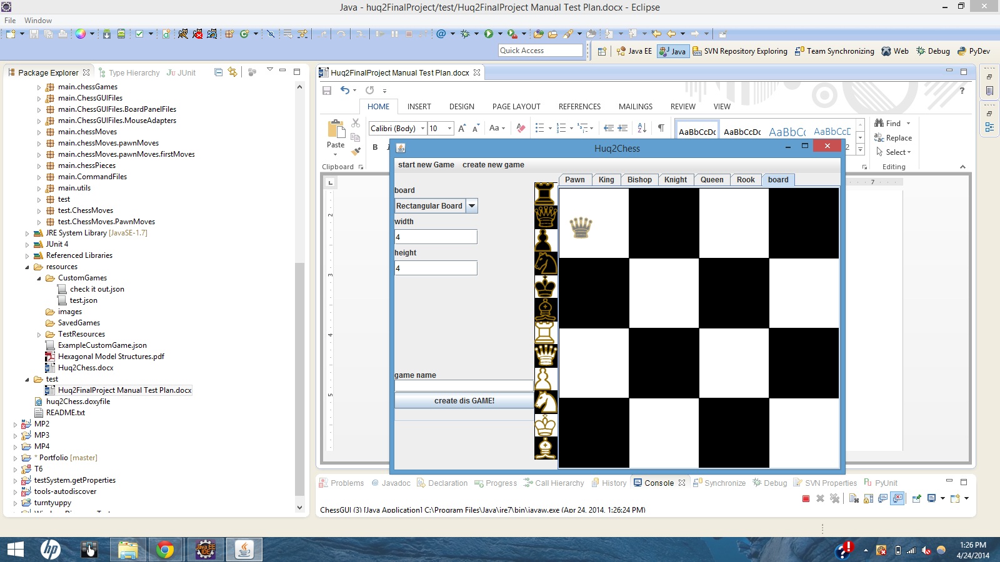 Java - huq2FinalProject/test/Huq2FinalProject Manual Test Plan.docx - Eclipse
File Window
Quick Access
Java EE
Java
SVN Repository Exploring
Team Synchronizing
Web
Debug
PyDev
Package Explorer
Type Hierarchy
JUnit
main.chessGames
main.ChessGUIFiles
main.ChessGUIFiles.BoardPanelFiles
main.ChessGUIFiles.MouseAdapters
main.chessMoves
main.chessMoves.pawnMoves
main.chessMoves.pawnMoves.firstMoves
main.chessPieces
main.CommandFiles
main.utils
test
test.ChessMoves
test.ChessMoves.PawnMoves
JRE System Library [JavaSE-1.7]
JUnit 4
Referenced Libraries
resources
CustomGames
check it out.json
test.json
images
SavedGames
TestResources
ExampleCustomGame.json
Hexagonal Model Structures.pdf
Huq2Chess.docx
test
Huq2FinalProject Manual Test Plan.docx
huq2Chess.doxyfile
README.txt
MP2
MP3
MP4
* Portfolio [master]
T6
testSystem.getProperties
tools-autodiscover
turntyuppy
Huq2FinalProject Manual Test Plan.docx
HOME INSERT DESIGN PAGE LAYOUT REFERENCES MAILINGS REVIEW VIEW
Paste
Clipboard
Calibri (Body) 10
B
AaBbCcDc AaBbCcDc AaBbCc AaBbCcD
Find
Replace
Select
Editing
7
2
3
4
5
Huq2Chess
start new Game create new game
board
Rectangular Board
width
4
height
4
game name
create dis GAME!
Pawn King Bishop Knight Queen Rook board
Problems
Javadoc
Declaration
Progress
Call Hierarchy
History
Console
Synchronize
Debug
SVN Properties
PyUnit
ChessGUI (3) [Java Application] C:\Program Files\Java\jre7\bin\javaw.exe (Apr 24, 2014, 1:26:24 PM)
hp
Java EE
IDE
1:26 PM
4/24/2014